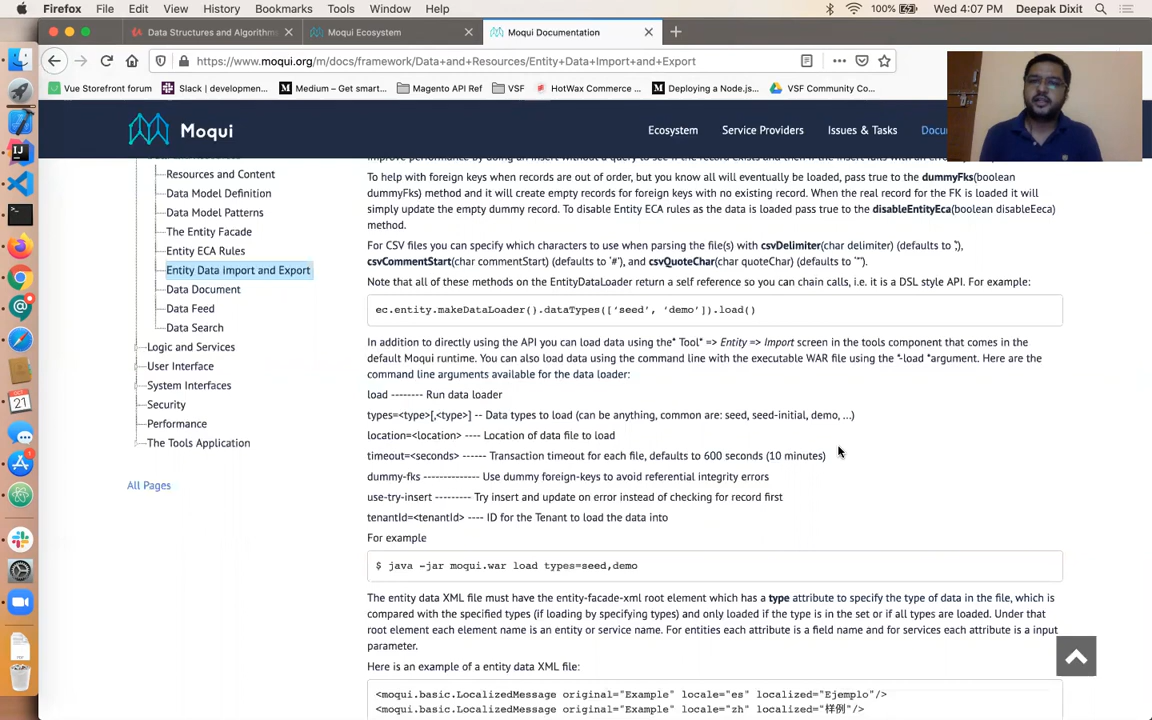 Firefox File Edit View History Bookmarks Tools Window Help 100% Wed 4:07 PM Deepak Dixit
Data Structures and Algorithm
Moqui Ecosystem
Moqui Documentation
https://www.moqui.org/m/docs/framework/Data+and+Resources/Entity+Data+Import+and+Export
Vue Storefront forum
Slack | developmen...
Medium – Get smart...
Magento API Ref
VSF
HotWax Commerce ...
Deploying a Node.js...
VSF Community Co...
Moqui
Ecosystem Service Providers Issues & Tasks Docu
Resources and Content
Data Model Definition
Data Model Patterns
The Entity Facade
Entity ECA Rules
Entity Data import and Export
Data Document
Data Feed
Data Search
Logic and Services
User Interface
System Interfaces
Security
Performance
The Tools Application
All Pages
To help with foreign keys when records are out of order, but you know all will eventually be loaded, pass true to the dummyFks(boolean
dummyFks) method and it will create empty records for foreign keys with no existing record. When the real record for the FK is loaded it will
simply update the empty dummy record. To disable Entity ECA rules as the data is loaded pass true to the disableEntityEca(boolean disableEeca)
method.
For CSV files you can specify which characters to use when parsing the file(s) with csvDelimiter(char delimiter) (defaults to ','),
csvCommentStart(char commentStart) (defaults to '#'), and csvQuoteChar(char quoteChar) (defaults to '"').
Note that all of these methods on the EntityDataLoader return a self reference so you can chain calls, i.e. it is a DSL style API. For example:
ec.entity.makeDataLoader().dataTypes(['seed', 'demo']).load()
In addition to directly using the API you can load data using the* Tool* => Entity => Import screen in the tools component that comes in the
default Moqui runtime. You can also load data using the command line with the executable WAR file using the *-load *argument. Here are the
command line arguments available for the data loader:
load -------- Run data loader
types=<type>[,<type>] -- Data types to load (can be anything, common are: seed, seed-initial, demo, ...)
location=<location> ---- Location of data file to load
timeout=<seconds> ------ Transaction timeout for each file, defaults to 600 seconds (10 minutes)
dummy-fks -------------- Use dummy foreign-keys to avoid referential integrity errors
use-try-insert --------- Try insert and update on error instead of checking for record first
tenantId=<tenantId> ---- ID for the Tenant to load the data into
For example
$ java -jar moqui.war load types=seed,demo
The entity data XML file must have the entity-facade-xml root element which has a type attribute to specify the type of data in the file, which is
compared with the specified types (if loading by specifying types) and only loaded if the type is in the set or if all types are loaded. Under that
root element each element name is an entity or service name. For entities each attribute is a field name and for services each attribute is a input
parameter.
Here is an example of a entity data XML file:
<moqui.basic.LocalizedMessage original="Example" locale="es" localized="Ejemplo"/>
<moqui.basic.LocalizedMessage original="Example" locale="zh" localized="样例"/>